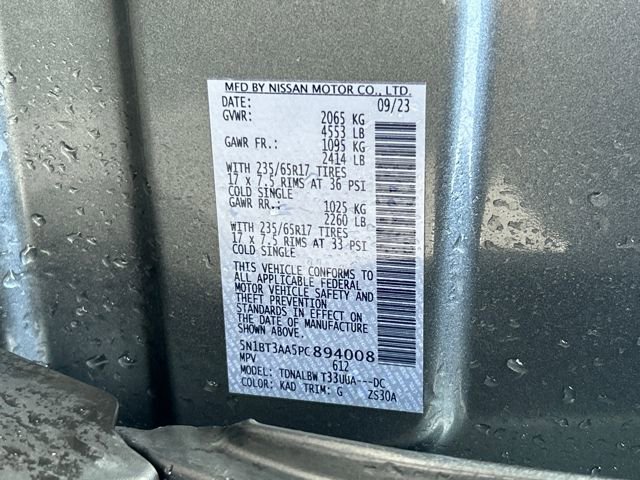 MFD BY NISSAN MOTOR CO., LTD.
DATE: 09/23
GVWR: 2065 KG
4553 LB
GAWR FR.: 1095 KG
2414 LB
WITH 235/65R17 TIRES
17 x 7.5 RIMS AT 36 PSI
COLD SINGLE
GAWR RR.: 1025 KG
2260 LB
WITH 235/65R17 TIRES
17 x 7.5 RIMS AT 33 PSI
COLD SINGLE
THIS VEHICLE CONFORMS TO
ALL APPLICABLE FEDERAL
MOTOR VEHICLE SAFETY AND
THEFT PREVENTION
STANDARDS IN EFFECT ON
THE DATE OF MANUFACTURE
SHOWN ABOVE.
5N1BT3AA5PC894008
MPV 612
MODEL: TDNALBW T33UUA---DC
COLOR: KAD TRIM: G ZS30A